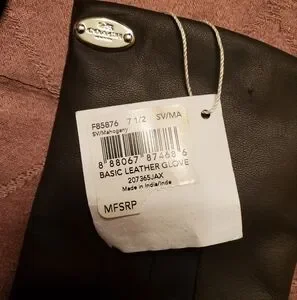 COACH
F85876 7 1/2 SV/MA
SV/Mahogany
8 88067 87468 6
BASIC LEATHER GLOVE
207365JAX
Made in India/Inde
MFSRP